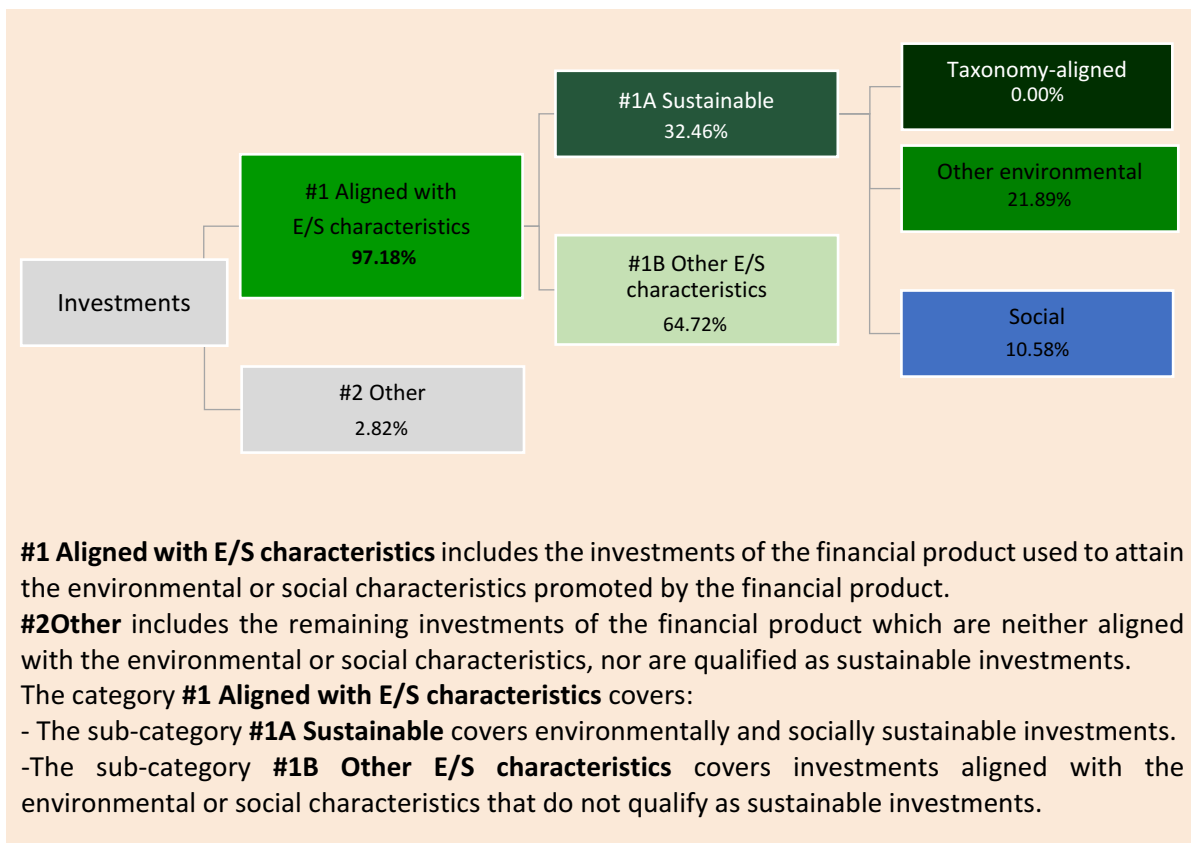 Taxonomy-aligned
0.00%
#1A Sustainable
32.46%
Other environmental
21.89%
#1 Aligned with
E/S characteristics
97.18%
#1B Other E/S
characteristics
64.72%
Investments
Social
10.58%
#2 Other
2.82%
#1 Aligned with E/S characteristics includes the investments of the financial product used to attain
the environmental or social characteristics promoted by the financial product.
#2Other includes the remaining investments of the financial product which are neither aligned
with the environmental or social characteristics, nor are qualified as sustainable investments.
The category #1 Aligned with E/S characteristics covers:
- The sub-category #1A Sustainable covers environmentally and socially sustainable investments.
-The sub-category #1B Other E/S characteristics covers investments aligned with the
environmental or social characteristics that do not qualify as sustainable investments.